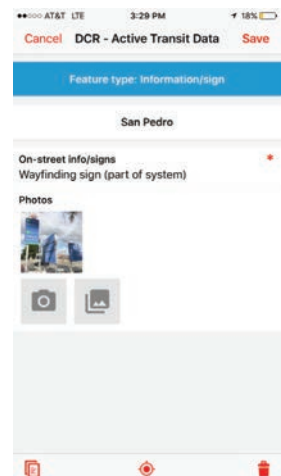 AT&T LTE 3:29 PM 18%
Cancel DCR - Active Transit Data Save
Feature type: Information/sign
San Pedro
On-street info/signs *
Wayfinding sign (part of system)
Photos